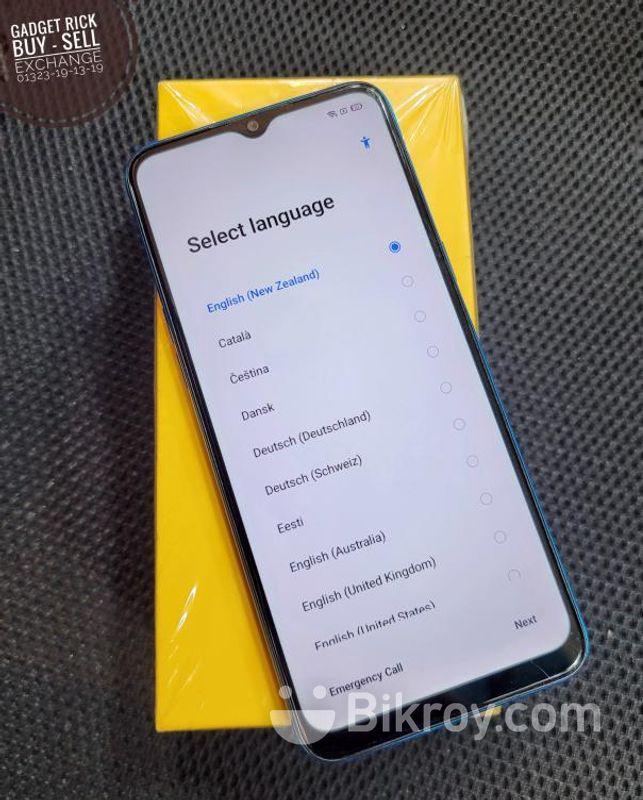 GADGET RICK
BUY - SELL
EXCHANGE
01323-19-13-19
Select language
English (New Zealand)
Català
Čeština
Dansk
Deutsch (Deutschland)
Deutsch (Schweiz)
Eesti
English (Australia)
English (United Kingdom)
English (United States)
Next
Emergency Call
Bikroy.com